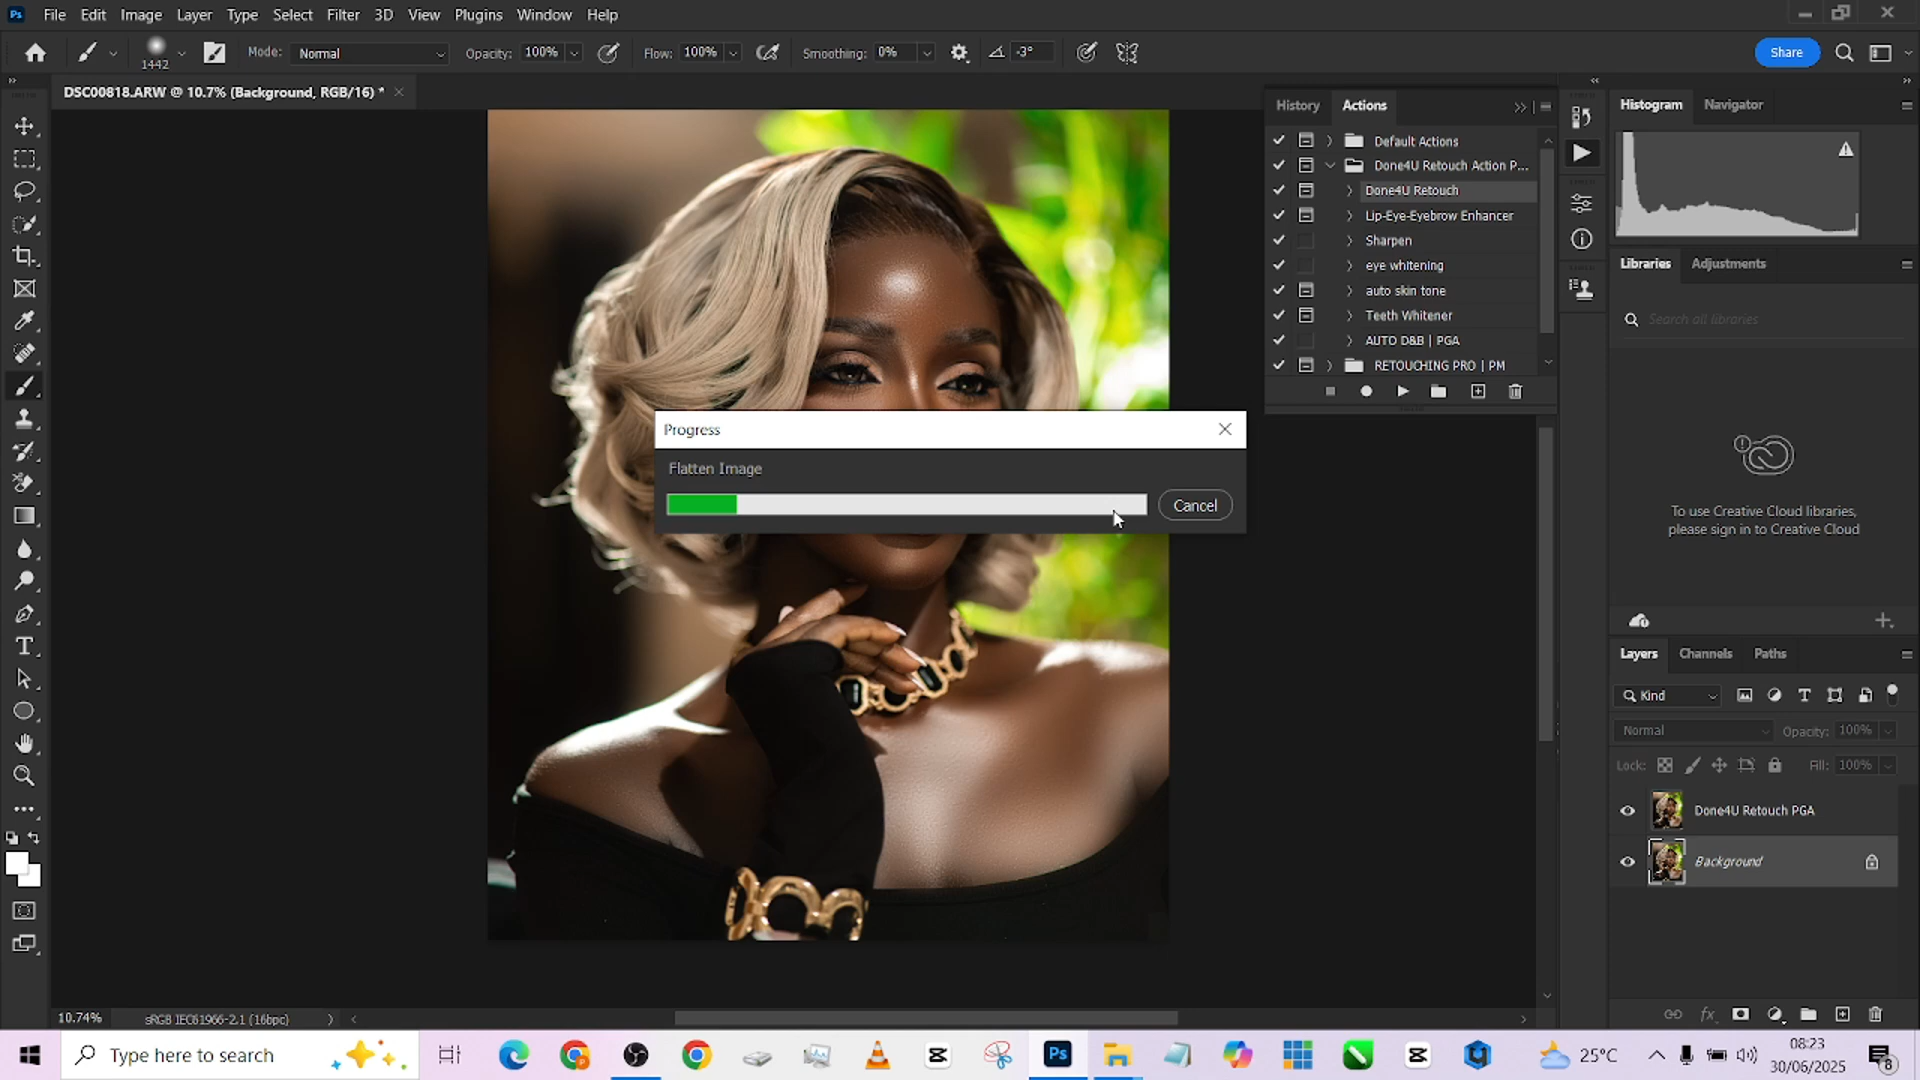 Ps File Edit Image Layer Type Select Filter 3D View Plugins Window Help
1442 Mode: Normal Opacity: 100% Flow: 100% Smoothing: 0% -3° Share
DSC00818.ARW @ 10.7% (Background, RGB/16) *
History Actions
Default Actions
Done4U Retouch Action P...
Done4U Retouch
Lip-Eye-Eyebrow Enhancer
Sharpen
eye whitening
auto skin tone
Teeth Whitener
AUTO D&B | PGA
RETOUCHING PRO | PM
Histogram Navigator
Libraries Adjustments
Search all libraries
To use Creative Cloud libraries,
please sign in to Creative Cloud
Progress
Flatten Image
Cancel
Layers Channels Paths
Kind
Normal Opacity: 100%
Lock: Fill: 100%
Done4U Retouch PGA
Background
10.74% sRGB IEC61966-2.1 (16bpc)
Type here to search
Ps
25°C
08:23
30/06/2025
8